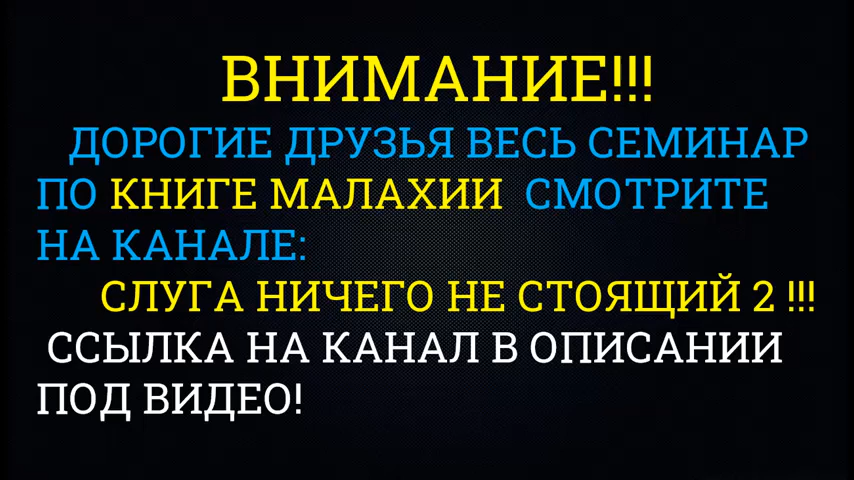 ВНИМАНИЕ!!!
ДОРОГИЕ ДРУЗЬЯ ВЕСЬ СЕМИНАР
ПО КНИГЕ МАЛАХИИ СМОТРИТЕ
НА КАНАЛЕ:
СЛУГА НИЧЕГО НЕ СТОЯЩИЙ 2 !!!
ССЫЛКА НА КАНАЛ В ОПИСАНИИ
ПОД ВИДЕО!